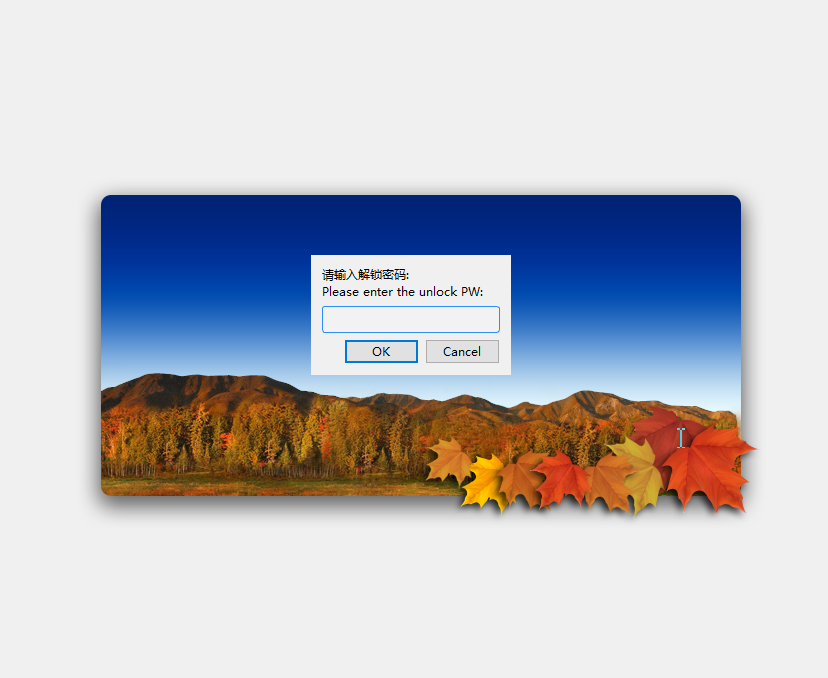 请输入解锁密码:
Please enter the unlock PW:
OK
Cancel